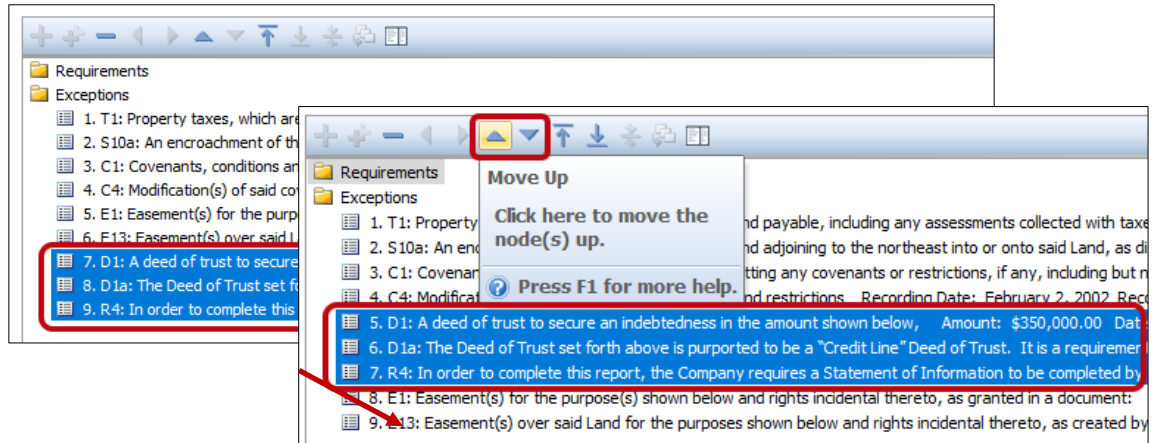 Requirements
Exceptions
1. T1: Property taxes, which are
2. S10a: An encroachment of th
3. C1: Covenants, conditions an
4. C4: Modification(s) of said cov
5. E1: Easement(s) for the purp
6. E13: Easement(s) over said L
7. D1: A deed of trust to secure
8. D1a: The Deed of Trust set fo
9. R4: In order to complete this
Requirements
Exceptions
Move Up
Click here to move the
node(s) up.
Press F1 for more help.
1. T1: Property nd payable, including any assessments collected with taxe
2. S10a: An enc nd adjoining to the northeast into or onto said Land, as di
3. C1: Covenan tting any covenants or restrictions, if any, including but n
4. C4: Modificat nd restrictions Recording Date: February 2, 2002 Reco
5. D1: A deed of trust to secure an indebtedness in the amount shown below, Amount: $350,000.00 Dat
6. D1a: The Deed of Trust set forth above is purported to be a "Credit Line" Deed of Trust. It is a requiremen
7. R4: In order to complete this report, the Company requires a Statement of Information to be completed by
8. E1: Easement(s) for the purpose(s) shown below and rights incidental thereto, as granted in a document:
9. E13: Easement(s) over said Land for the purposes shown below and rights incidental thereto, as created by